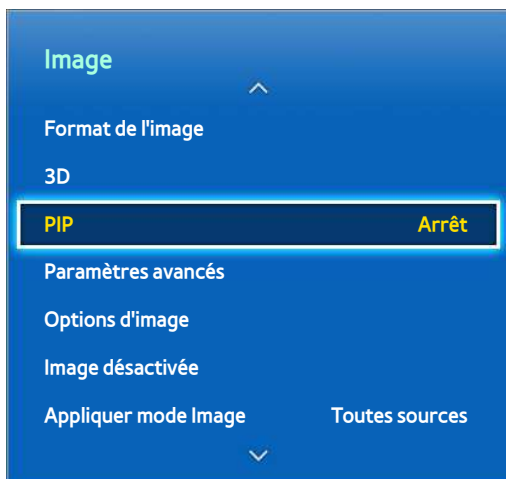 Image
Format de l'image
3D
PIP Arrêt
Paramètres avancés
Options d'image
Image désactivée
Appliquer mode Image Toutes sources